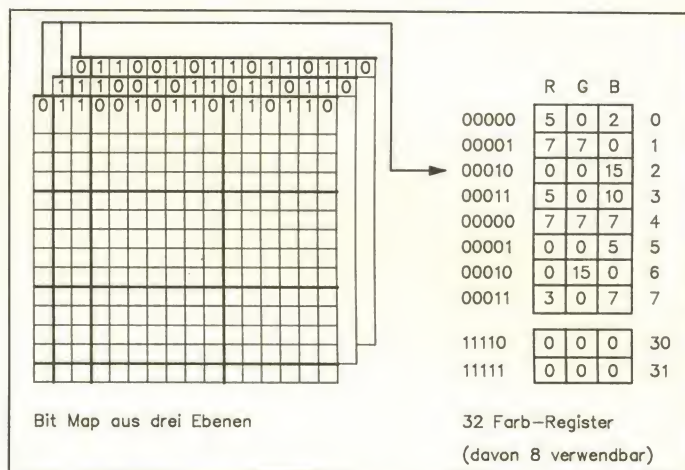 0 1 1 0 0 1 0 1 1 0 1 1 0 1 1 0
1 1 1 0 0 1 0 1 1 0 1 1 0 1 1 0
0 1 1 0 0 1 0 1 1 0 1 1 0 1 1 0
R G B
00000 5 0 2 0
00001 7 7 0 1
00010 0 0 15 2
00011 5 0 10 3
00000 7 7 7 4
00001 0 0 5 5
00010 0 15 0 6
00011 3 0 7 7
11110 0 0 0 30
11111 0 0 0 31
Bit Map aus drei Ebenen
32 Farb-Register
(davon 8 verwendbar)